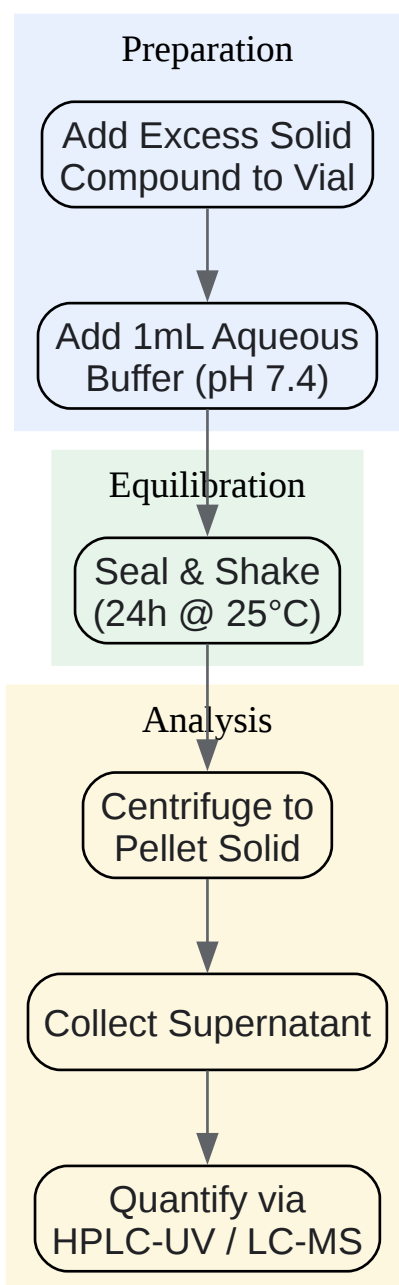 Preparation
Add Excess Solid
Compound to Vial
Add 1mL Aqueous
Buffer (pH 7.4)
Equilibration
Seal & Shake
(24h @ 25°C)
Analysis
Centrifuge to
Pellet Solid
Collect Supernatant
Quantify via
HPLC-UV / LC-MS